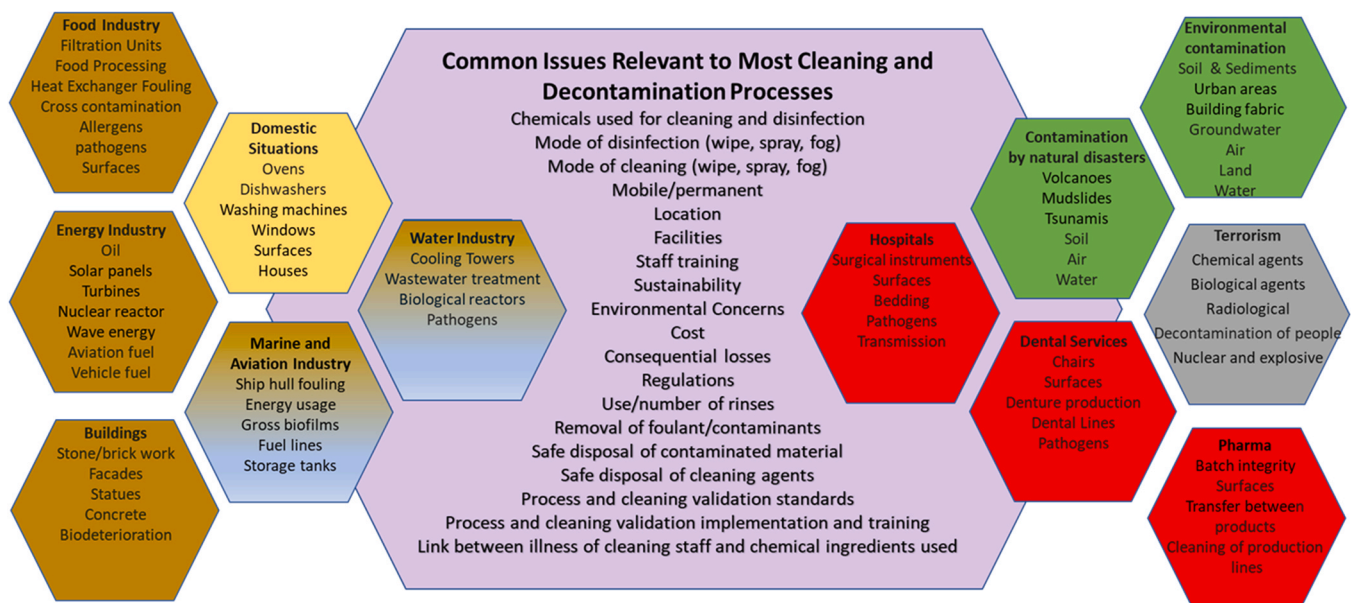 Food Industry
Filtration Units
Food Processing
Heat Exchanger Fouling
Cross contamination
Allergens
pathogens
Surfaces
Energy Industry
Oil
Solar panels
Turbines
Nuclear reactor
Wave energy
Aviation fuel
Vehicle fuel
Buildings
Stone/brick work
Facades
Statues
Concrete
Biodeterioration
Domestic
Situations
Ovens
Dishwashers
Washing machines
Windows
Surfaces
Houses
Marine and
Aviation Industry
Ship hull fouling
Energy usage
Gross biofilms
Fuel lines
Storage tanks
Water Industry
Cooling Towers
Wastewater treatment
Biological reactors
Pathogens
Common Issues Relevant to Most Cleaning and
Decontamination Processes
Chemicals used for cleaning and disinfection
Mode of disinfection (wipe, spray, fog)
Mode of cleaning (wipe, spray, fog)
Mobile/permanent
Location
Facilities
Staff training
Sustainability
Environmental Concerns
Cost
Consequential losses
Regulations
Use/number of rinses
Removal of foulant/contaminants
Safe disposal of contaminated material
Safe disposal of cleaning agents
Process and cleaning validation standards
Process and cleaning validation implementation and training
Link between illness of cleaning staff and chemical ingredients used
Hospitals
Surgical instruments
Surfaces
Bedding
Pathogens
Transmission
Contamination
by natural disasters
Volcanoes
Mudslides
Tsunamis
Soil
Air
Water
Dental Services
Chairs
Surfaces
Denture production
Dental Lines
Pathogens
Environmental
contamination
Soil & Sediments
Urban areas
Building fabric
Groundwater
Air
Land
Water
Terrorism
Chemical agents
Biological agents
Radiological
Decontamination of people
Nuclear and explosive
Pharma
Batch integrity
Surfaces
Transfer between
products
Cleaning of production
lines